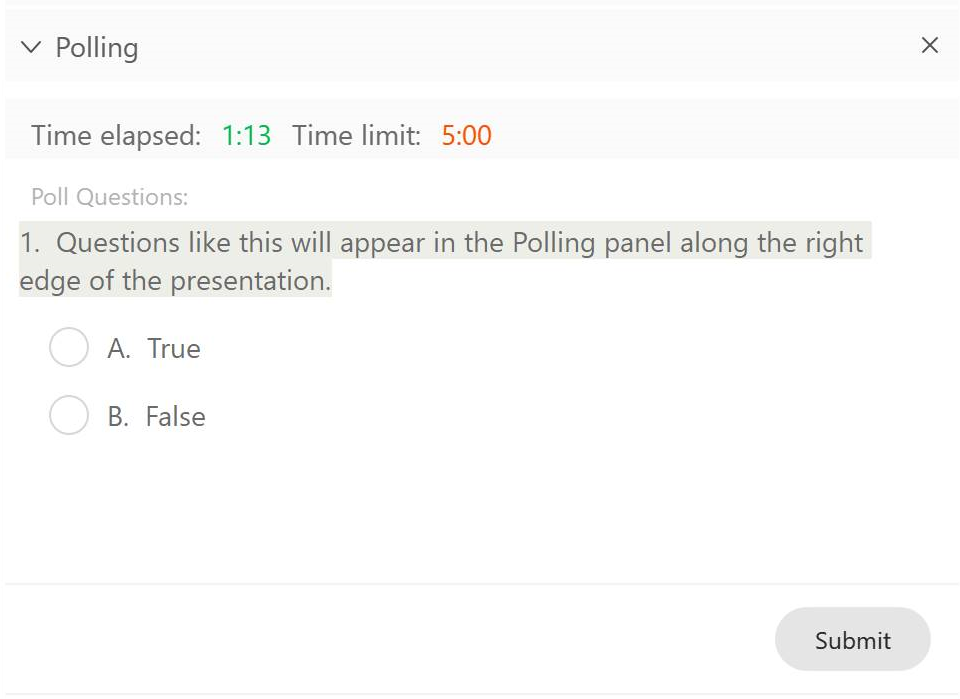 Polling
Time elapsed: 1:13 Time limit: 5:00
Poll Questions:
1. Questions like this will appear in the Polling panel along the right
edge of the presentation.
A. True
B. False
Submit